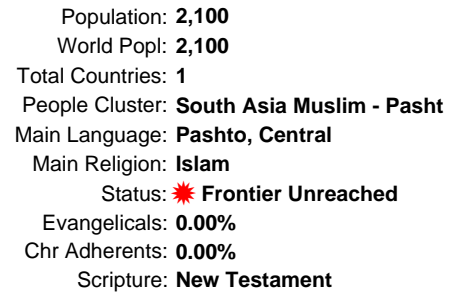 Population: 2,100
World Popl: 2,100
Total Countries: 1
People Cluster: South Asia Muslim - Pasht
Main Language: Pashto, Central
Main Religion: Islam
Status: Frontier Unreached
Evangelicals: 0.00%
Chr Adherents: 0.00%
Scripture: New Testament